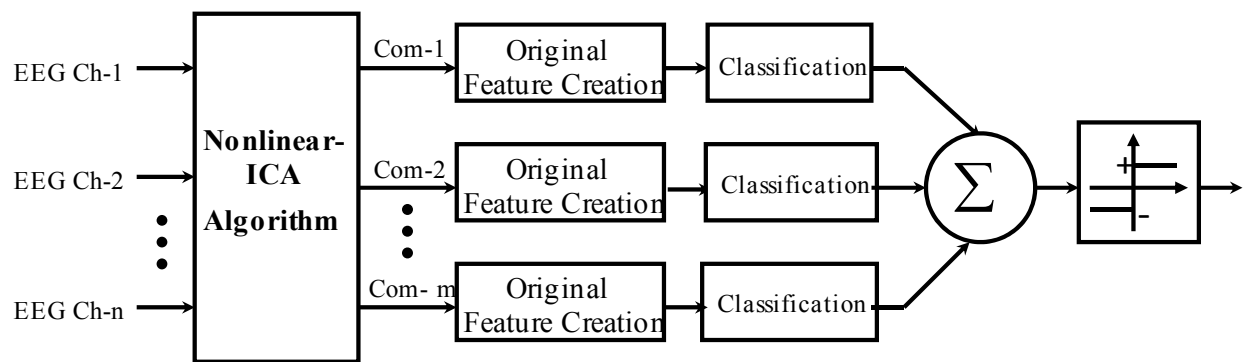 EEG Ch-1
EEG Ch-2
EEG Ch-n
Nonlinear-
ICA
Algorithm
Com-1
Original
Feature Creation
Classification
Com-2
Original
Feature Creation
Classification
Com- m
Original
Feature Creation
Classification
Σ
+
-